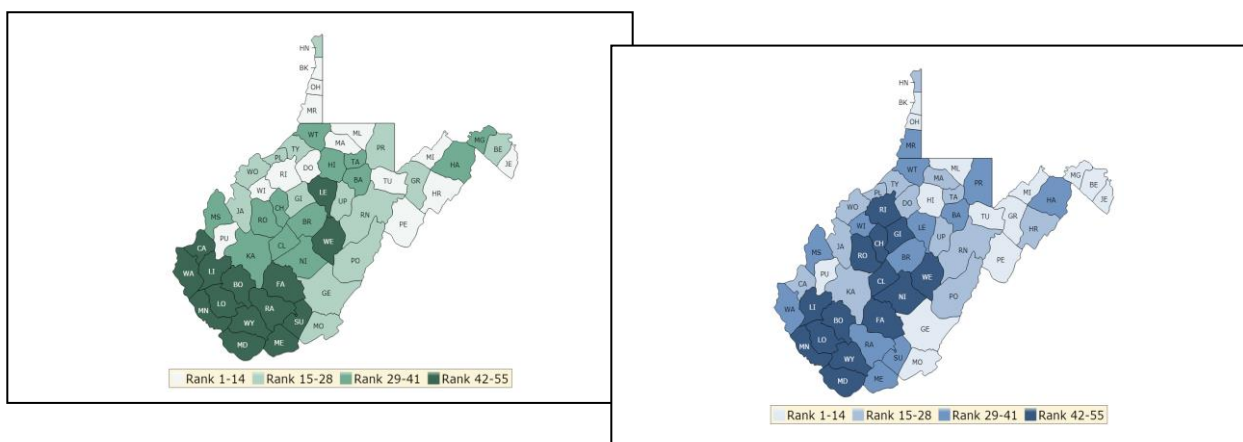 HN
BK
OH
MR
WT ML
MA MG
TY PR BE
PL MI
DO HI TA HA JE
WO RI
BA TU GR
WI LE HR
GI UP
CH
JA RN
MS RO BR PE
PU WE
CA CL
KA NI PO
WA LI
BO FA
GE
LO RA
MN
WY SU MO
MD ME
Rank 1-14 Rank 15-28 Rank 29-41 Rank 42-55
HN
BK
OH
MR
WT ML
MA MG
TY PR BE
PL MI
DO HI TA HA JE
WO RI
BA TU GR
WI LE HR
GI UP
CH
JA RN
MS RO BR PE
PU WE
CA CL
KA NI PO
WA LI
BO FA
GE
LO RA
MN
WY SU MO
MD ME
Rank 1-14 Rank 15-28 Rank 29-41 Rank 42-55